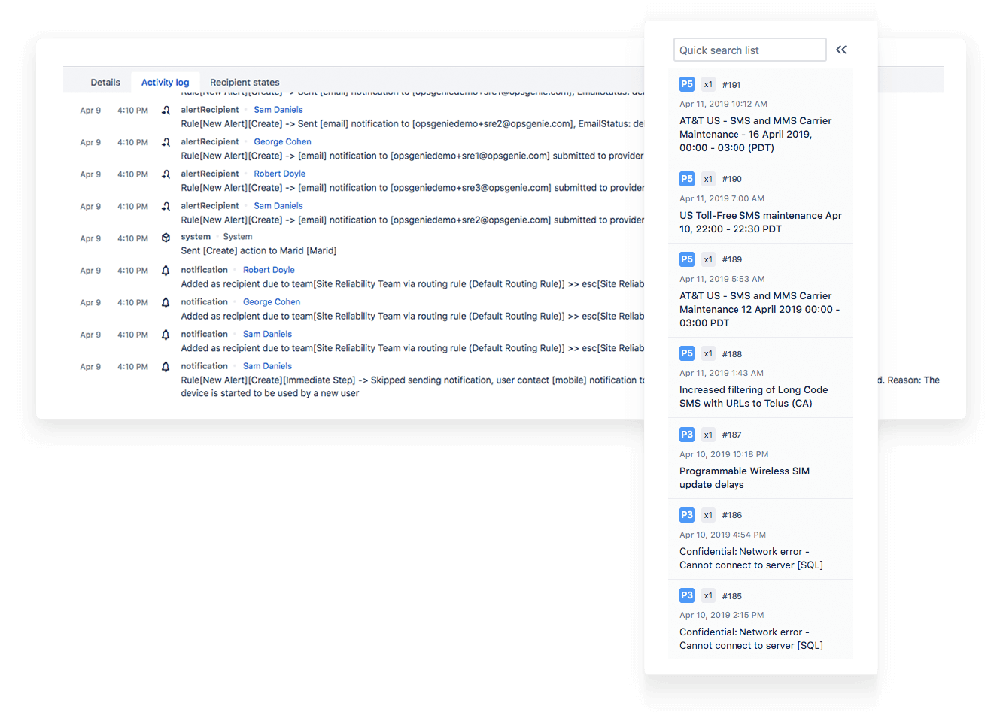 Details Activity log Recipient states
Rule[New Alert][Create] -> Sent [email] notification to [opsgeniedemo+sre1@opsgenie.com], EmailStatus: de
Apr 9 4:10 PM alertRecipient Sam Daniels
Rule[New Alert][Create] -> Sent [email] notification to [opsgeniedemo+sre2@opsgenie.com], EmailStatus: de
Apr 9 4:10 PM alertRecipient George Cohen
Rule[New Alert][Create] -> [email] notification to [opsgeniedemo+sre1@opsgenie.com] submitted to provider
Apr 9 4:10 PM alertRecipient Robert Doyle
Rule[New Alert][Create] -> [email] notification to [opsgeniedemo+sre3@opsgenie.com] submitted to provider
Apr 9 4:10 PM alertRecipient Sam Daniels
Rule[New Alert][Create] -> [email] notification to [opsgeniedemo+sre2@opsgenie.com] submitted to provider
Apr 9 4:10 PM system System
Sent [Create] action to Marid [Marid]
Apr 9 4:10 PM notification Robert Doyle
Added as recipient due to team[Site Reliability Team via routing rule (Default Routing Rule)] >> esc[Site Reliab
Apr 9 4:10 PM notification George Cohen
Added as recipient due to team[Site Reliability Team via routing rule (Default Routing Rule)] >> esc[Site Reliab
Apr 9 4:10 PM notification Sam Daniels
Added as recipient due to team[Site Reliability Team via routing rule (Default Routing Rule)] >> esc[Site Reliab
Apr 9 4:10 PM notification Sam Daniels
Rule[New Alert][Create][Immediate Step] -> Skipped sending notification, user contact [mobile] notification to d. Reason: The
device is started to be used by a new user
Quick search list
P5 x1 #191
Apr 11, 2019 10:12 AM
AT&T US - SMS and MMS Carrier
Maintenance - 16 April 2019,
00:00 - 03:00 (PDT)
P5 x1 #190
Apr 11, 2019 7:00 AM
US Toll-Free SMS maintenance Apr
10, 22:00 - 22:30 PDT
P5 x1 #189
Apr 11, 2019 5:53 AM
AT&T US - SMS and MMS Carrier
Maintenance 12 April 2019 00:00 -
03:00 PDT
P5 x1 #188
Apr 11, 2019 1:43 AM
Increased filtering of Long Code
SMS with URLs to Telus (CA)
P3 x1 #187
Apr 10, 2019 10:18 PM
Programmable Wireless SIM
update delays
P3 x1 #186
Apr 10, 2019 4:54 PM
Confidential: Network error -
Cannot connect to server [SQL]
P3 x1 #185
Apr 10, 2019 2:15 PM
Confidential: Network error -
Cannot connect to server [SQL]